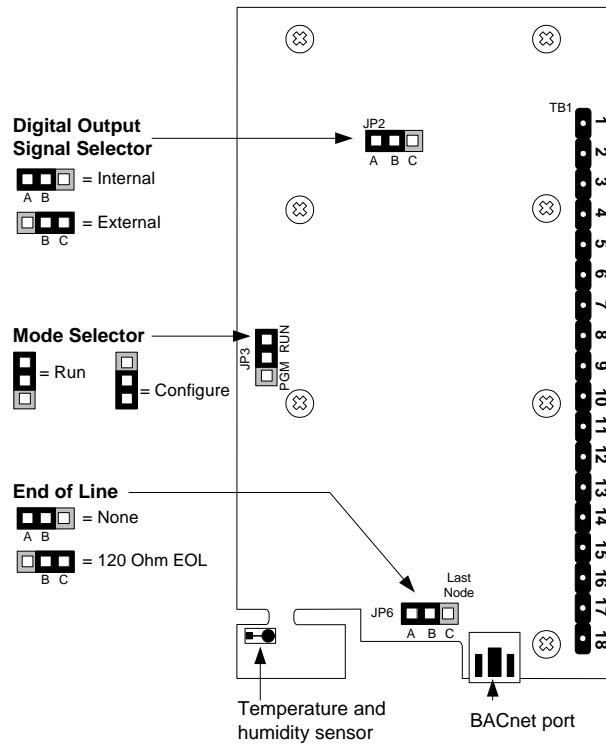 Digital Output
Signal Selector
= Internal
A B
= External
B C
JP2
A B C
TB1
1
2
3
4
5
6
7
8
9
10
11
12
13
14
15
16
17
18
Mode Selector
= Run
= Configure
JP3
PGM RUN
End of Line
= None
A B
= 120 Ohm EOL
B C
Last
Node
JP6
A B C
Temperature and
humidity sensor
BACnet port